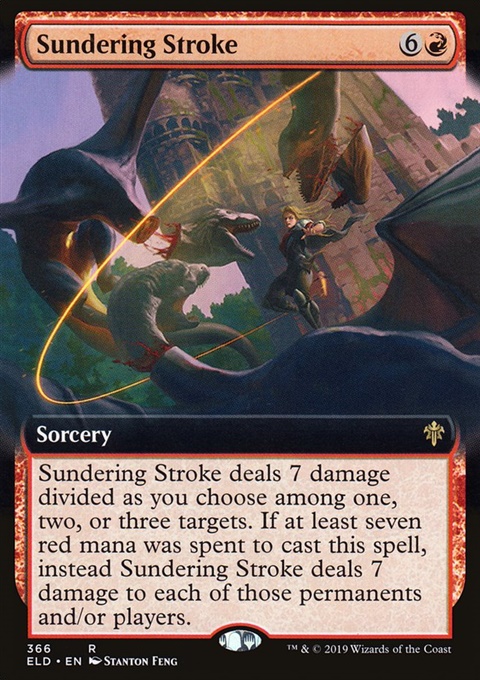 Sundering Stroke 6
Sorcery
Sundering Stroke deals 7 damage
divided as you choose among one,
two, or three targets. If at least seven
red mana was spent to cast this spell,
instead Sundering Stroke deals 7
damage to each of those permanents
and/or players.
366 R
ELD • EN Stanton Feng ™ & © 2019 Wizards of the Coast